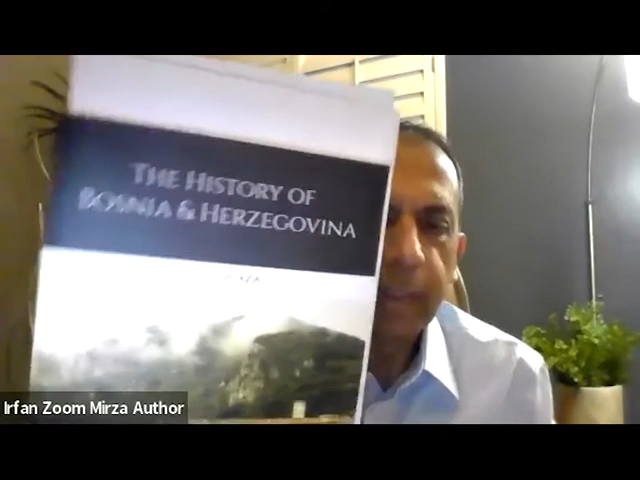 THE HISTORY OF
BOSNIA & HERZEGOVINA
Irfan Zoom Mirza Author